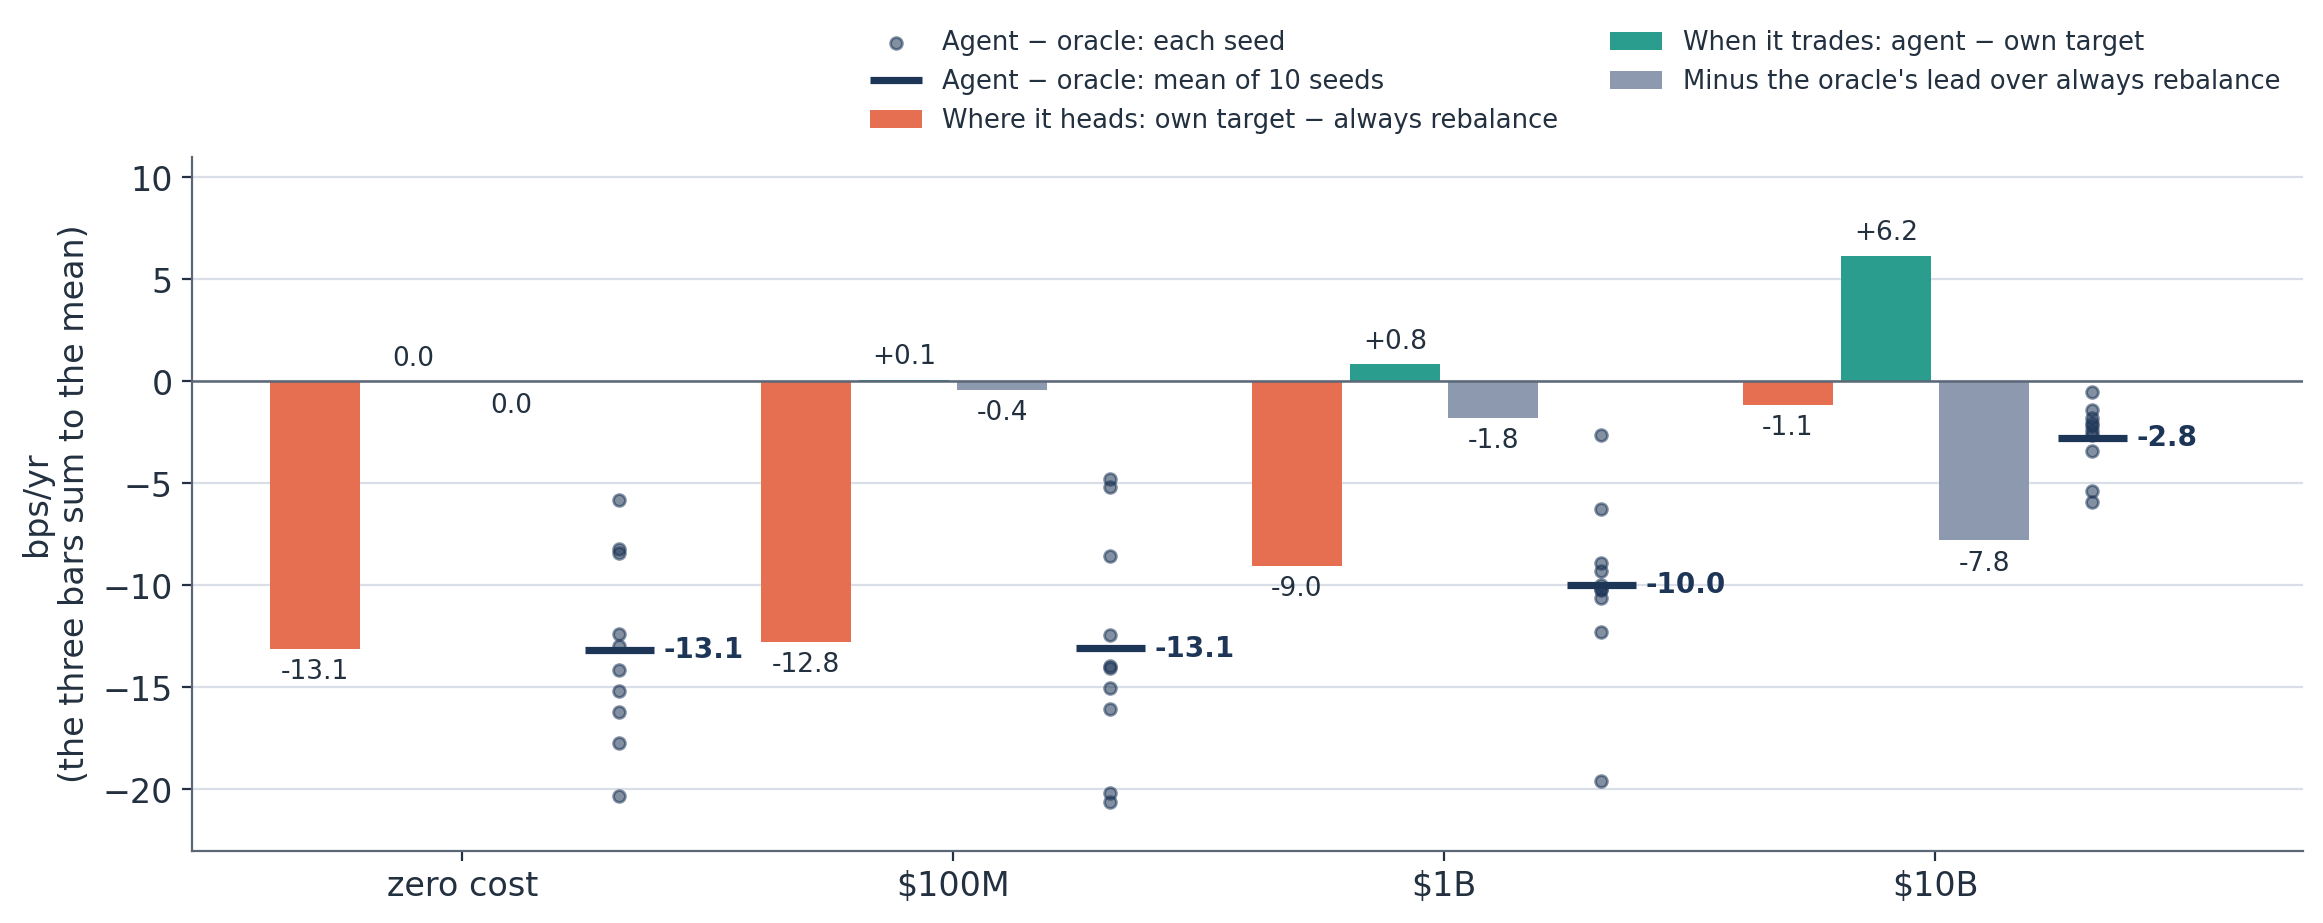 Agent − oracle: each seed
Agent − oracle: mean of 10 seeds
Where it heads: own target − always rebalance
When it trades: agent − own target
Minus the oracle's lead over always rebalance
bps/yr
(the three bars sum to the mean)
10
5
0
−5
−10
−15
−20
-13.1
0.0
0.0
-13.1
-12.8
+0.1
-0.4
-13.1
-9.0
+0.8
-1.8
-10.0
-1.1
+6.2
-7.8
-2.8
zero cost
$100M
$1B
$10B